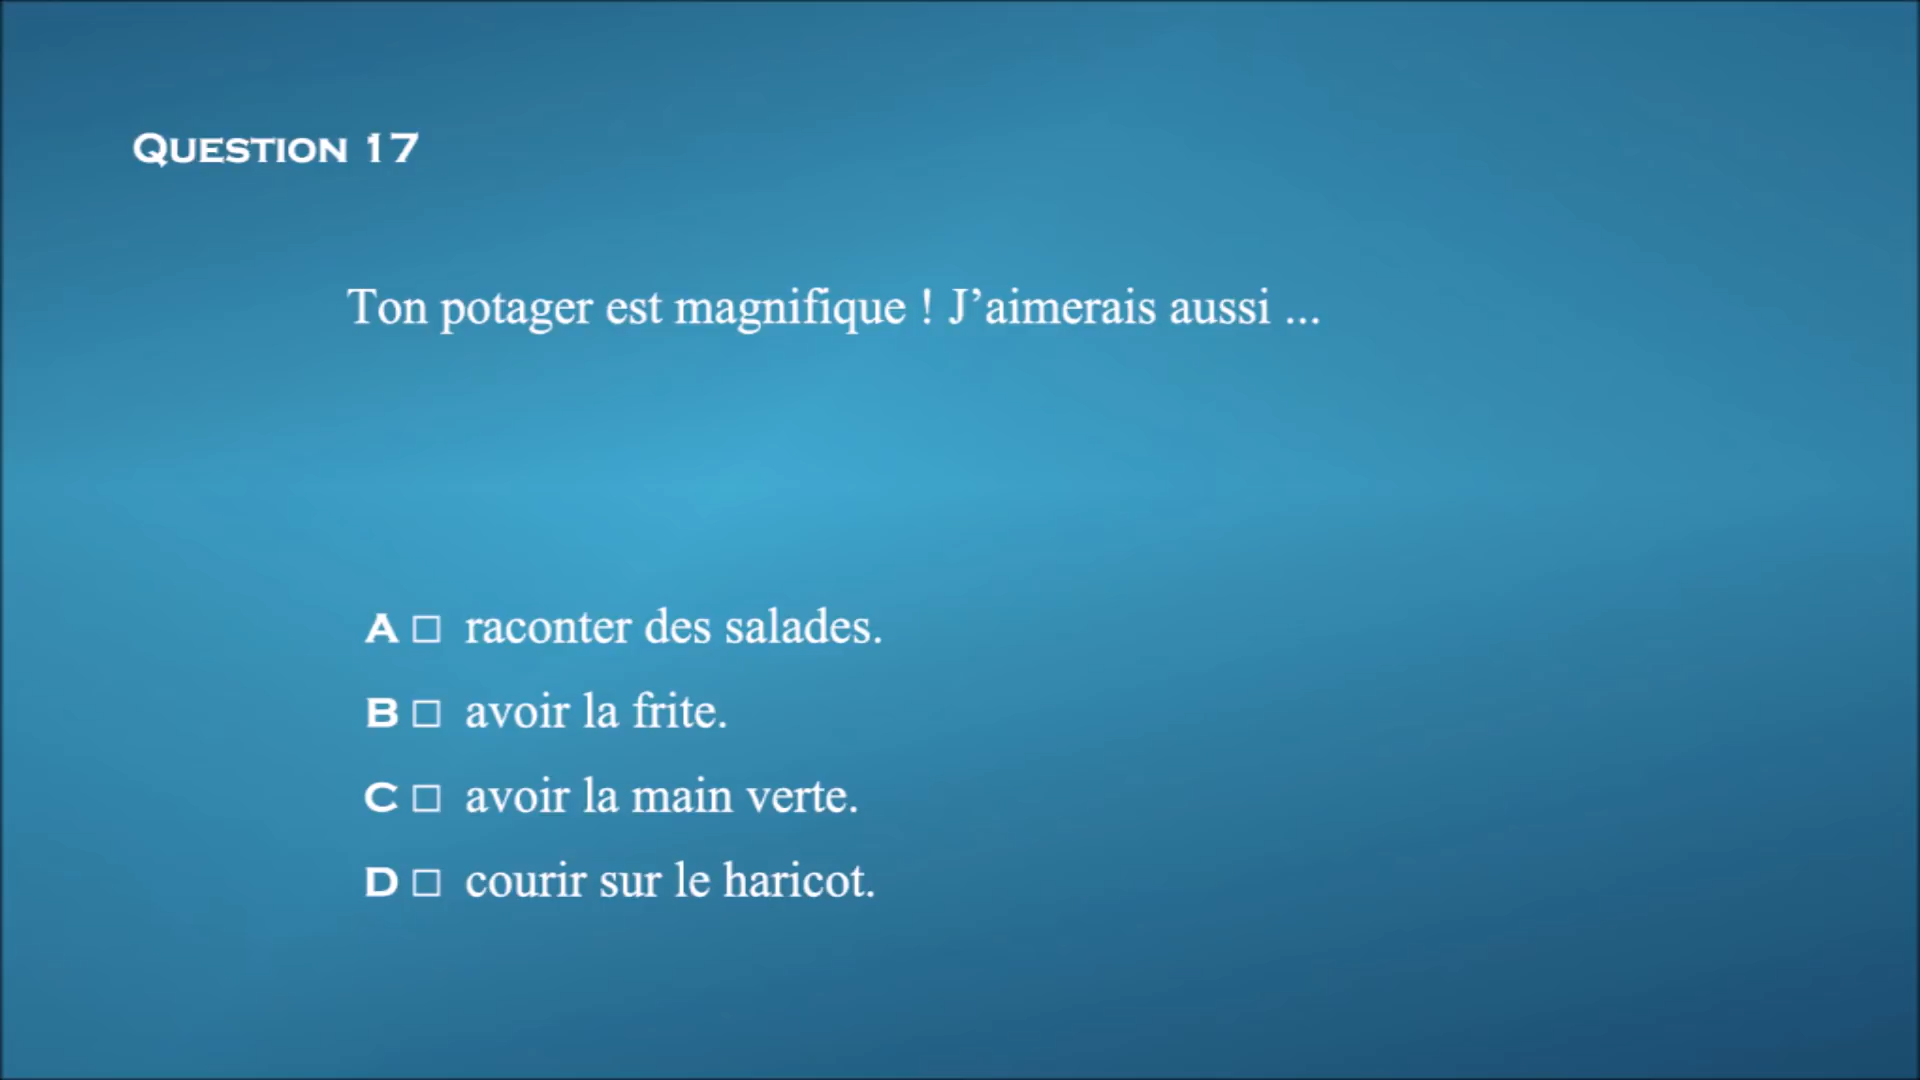 Question 17
Ton potager est magnifique ! J’aimerais aussi ...
A □ raconter des salades.
B □ avoir la frite.
C □ avoir la main verte.
D □ courir sur le haricot.